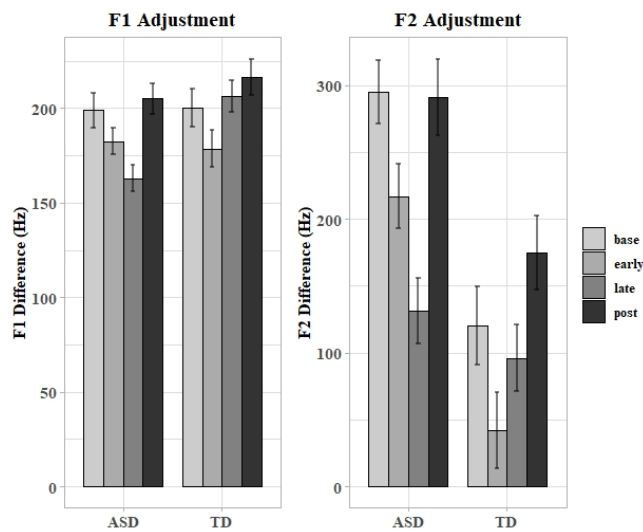 F1 Adjustment
F1 Difference (Hz)
200
150
100
50
0
ASD
TD
F2 Adjustment
F2 Difference (Hz)
300
200
100
0
ASD
TD
base
early
late
post